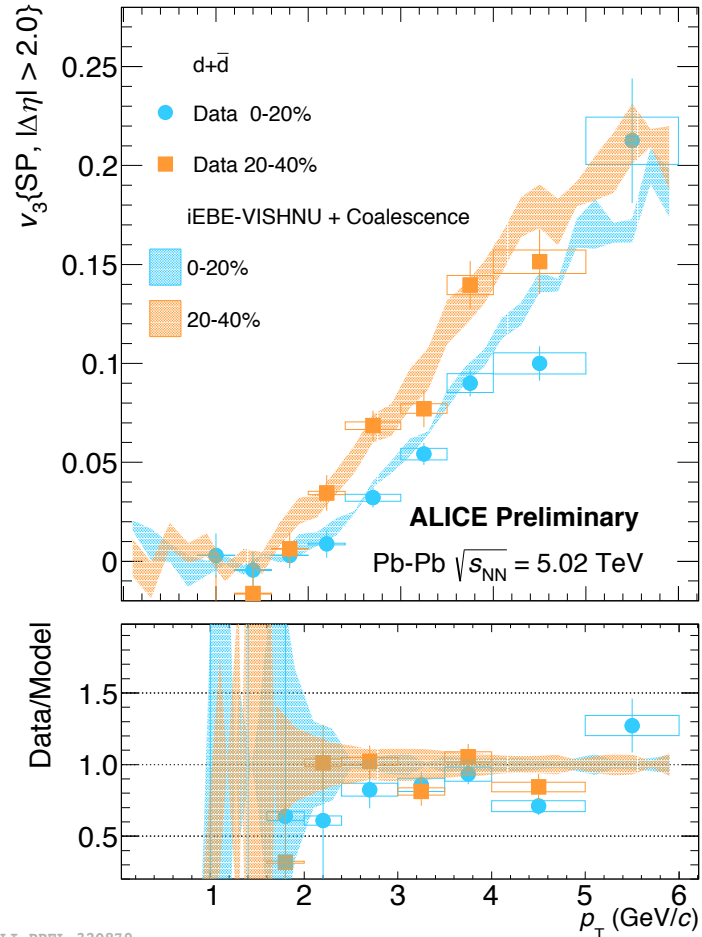 v₃{SP, |Δη| > 2.0}
0.25
0.2
0.15
0.1
0.05
0
d+d̅
Data 0-20%
Data 20-40%
iEBE-VISHNU + Coalescence
0-20%
20-40%
ALICE Preliminary
Pb-Pb √s_NN = 5.02 TeV
Data/Model
1.5
1.0
0.5
1 2 3 4 5 6
p_T (GeV/c)